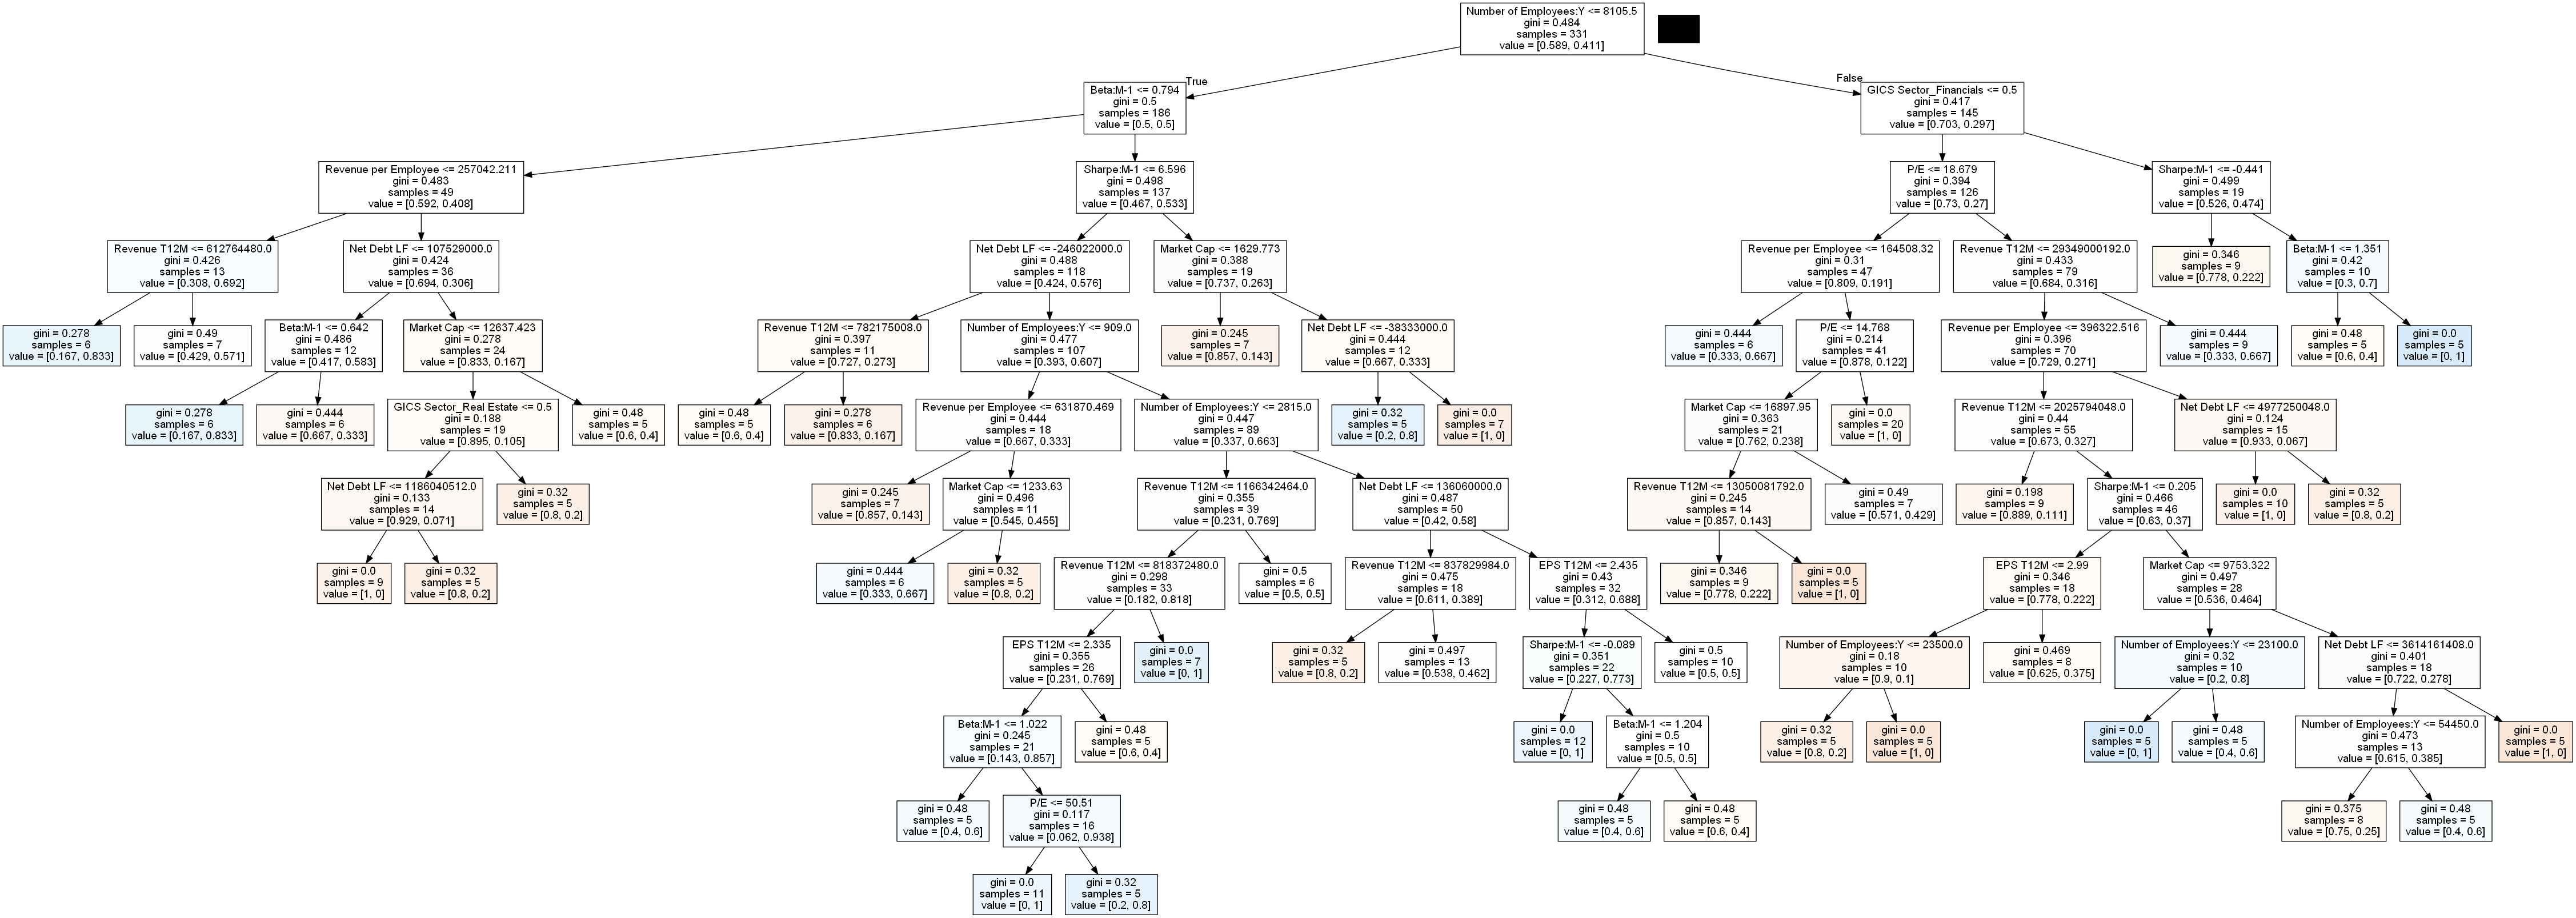 Number of Employees:Y <= 8105.5
gini = 0.484
samples = 331
value = [0.589, 0.411]
True
False
Beta:M-1 <= 0.794
gini = 0.5
samples = 186
value = [0.5, 0.5]
GICS Sector_Financials <= 0.5
gini = 0.417
samples = 145
value = [0.703, 0.297]
Revenue per Employee <= 257042.211
gini = 0.483
samples = 49
value = [0.592, 0.408]
Sharpe:M-1 <= 6.596
gini = 0.498
samples = 137
value = [0.467, 0.533]
P/E <= 18.679
gini = 0.394
samples = 126
value = [0.73, 0.27]
Sharpe:M-1 <= -0.441
gini = 0.499
samples = 19
value = [0.526, 0.474]
Revenue T12M <= 612764480.0
gini = 0.426
samples = 13
value = [0.308, 0.692]
Net Debt LF <= 107529000.0
gini = 0.424
samples = 36
value = [0.694, 0.306]
Net Debt LF <= -246022000.0
gini = 0.488
samples = 118
value = [0.424, 0.576]
Market Cap <= 1629.773
gini = 0.388
samples = 19
value = [0.737, 0.263]
Revenue per Employee <= 164508.32
gini = 0.31
samples = 47
value = [0.809, 0.191]
Revenue T12M <= 29349000192.0
gini = 0.433
samples = 79
value = [0.684, 0.316]
gini = 0.346
samples = 9
value = [0.778, 0.222]
Beta:M-1 <= 1.351
gini = 0.42
samples = 10
value = [0.3, 0.7]
gini = 0.278
samples = 6
value = [0.167, 0.833]
gini = 0.49
samples = 7
value = [0.429, 0.571]
Beta:M-1 <= 0.642
gini = 0.486
samples = 12
value = [0.417, 0.583]
Market Cap <= 12637.423
gini = 0.278
samples = 24
value = [0.833, 0.167]
Revenue T12M <= 782175008.0
gini = 0.397
samples = 11
value = [0.727, 0.273]
Number of Employees:Y <= 909.0
gini = 0.477
samples = 107
value = [0.393, 0.607]
gini = 0.245
samples = 7
value = [0.857, 0.143]
Net Debt LF <= -38333000.0
gini = 0.444
samples = 12
value = [0.667, 0.333]
gini = 0.444
samples = 6
value = [0.333, 0.667]
P/E <= 14.768
gini = 0.214
samples = 41
value = [0.878, 0.122]
Revenue per Employee <= 396322.516
gini = 0.396
samples = 70
value = [0.729, 0.271]
gini = 0.444
samples = 9
value = [0.333, 0.667]
gini = 0.48
samples = 5
value = [0.6, 0.4]
gini = 0.0
samples = 5
value = [0, 1]
gini = 0.278
samples = 6
value = [0.167, 0.833]
gini = 0.444
samples = 6
value = [0.667, 0.333]
GICS Sector_Real Estate <= 0.5
gini = 0.188
samples = 19
value = [0.895, 0.105]
gini = 0.48
samples = 5
value = [0.6, 0.4]
gini = 0.48
samples = 5
value = [0.6, 0.4]
gini = 0.278
samples = 6
value = [0.833, 0.167]
Revenue per Employee <= 631870.469
gini = 0.444
samples = 18
value = [0.667, 0.333]
Number of Employees:Y <= 2815.0
gini = 0.447
samples = 89
value = [0.337, 0.663]
gini = 0.32
samples = 5
value = [0.2, 0.8]
gini = 0.0
samples = 7
value = [1, 0]
Market Cap <= 16897.95
gini = 0.363
samples = 21
value = [0.762, 0.238]
gini = 0.0
samples = 20
value = [1, 0]
Revenue T12M <= 2025794048.0
gini = 0.44
samples = 55
value = [0.673, 0.327]
Net Debt LF <= 4977250048.0
gini = 0.124
samples = 15
value = [0.933, 0.067]
Net Debt LF <= 1186040512.0
gini = 0.133
samples = 14
value = [0.929, 0.071]
gini = 0.32
samples = 5
value = [0.8, 0.2]
gini = 0.245
samples = 7
value = [0.857, 0.143]
Market Cap <= 1233.63
gini = 0.496
samples = 11
value = [0.545, 0.455]
Revenue T12M <= 1166342464.0
gini = 0.355
samples = 39
value = [0.231, 0.769]
Net Debt LF <= 136060000.0
gini = 0.487
samples = 50
value = [0.42, 0.58]
Revenue T12M <= 13050081792.0
gini = 0.245
samples = 14
value = [0.857, 0.143]
gini = 0.49
samples = 7
value = [0.571, 0.429]
gini = 0.198
samples = 9
value = [0.889, 0.111]
Sharpe:M-1 <= 0.205
gini = 0.466
samples = 46
value = [0.63, 0.37]
gini = 0.0
samples = 10
value = [1, 0]
gini = 0.32
samples = 5
value = [0.8, 0.2]
gini = 0.0
samples = 9
value = [1, 0]
gini = 0.32
samples = 5
value = [0.8, 0.2]
gini = 0.444
samples = 6
value = [0.333, 0.667]
gini = 0.32
samples = 5
value = [0.8, 0.2]
Revenue T12M <= 818372480.0
gini = 0.298
samples = 33
value = [0.182, 0.818]
gini = 0.5
samples = 6
value = [0.5, 0.5]
Revenue T12M <= 837829984.0
gini = 0.475
samples = 18
value = [0.611, 0.389]
EPS T12M <= 2.435
gini = 0.43
samples = 32
value = [0.312, 0.688]
gini = 0.346
samples = 9
value = [0.778, 0.222]
gini = 0.0
samples = 5
value = [1, 0]
EPS T12M <= 2.99
gini = 0.346
samples = 18
value = [0.778, 0.222]
Market Cap <= 9753.322
gini = 0.497
samples = 28
value = [0.536, 0.464]
EPS T12M <= 2.335
gini = 0.355
samples = 26
value = [0.231, 0.769]
gini = 0.0
samples = 7
value = [0, 1]
gini = 0.32
samples = 5
value = [0.8, 0.2]
gini = 0.497
samples = 13
value = [0.538, 0.462]
Sharpe:M-1 <= -0.089
gini = 0.351
samples = 22
value = [0.227, 0.773]
gini = 0.5
samples = 10
value = [0.5, 0.5]
Number of Employees:Y <= 23500.0
gini = 0.18
samples = 10
value = [0.9, 0.1]
gini = 0.469
samples = 8
value = [0.625, 0.375]
Number of Employees:Y <= 23100.0
gini = 0.32
samples = 10
value = [0.2, 0.8]
Net Debt LF <= 3614161408.0
gini = 0.401
samples = 18
value = [0.722, 0.278]
Beta:M-1 <= 1.022
gini = 0.245
samples = 21
value = [0.143, 0.857]
gini = 0.48
samples = 5
value = [0.6, 0.4]
gini = 0.0
samples = 12
value = [0, 1]
Beta:M-1 <= 1.204
gini = 0.5
samples = 10
value = [0.5, 0.5]
gini = 0.32
samples = 5
value = [0.8, 0.2]
gini = 0.0
samples = 5
value = [1, 0]
gini = 0.0
samples = 5
value = [0, 1]
gini = 0.48
samples = 5
value = [0.4, 0.6]
Number of Employees:Y <= 54450.0
gini = 0.473
samples = 13
value = [0.615, 0.385]
gini = 0.0
samples = 5
value = [1, 0]
gini = 0.48
samples = 5
value = [0.4, 0.6]
P/E <= 50.51
gini = 0.117
samples = 16
value = [0.062, 0.938]
gini = 0.48
samples = 5
value = [0.4, 0.6]
gini = 0.48
samples = 5
value = [0.6, 0.4]
gini = 0.375
samples = 8
value = [0.75, 0.25]
gini = 0.48
samples = 5
value = [0.4, 0.6]
gini = 0.0
samples = 11
value = [0, 1]
gini = 0.32
samples = 5
value = [0.2, 0.8]